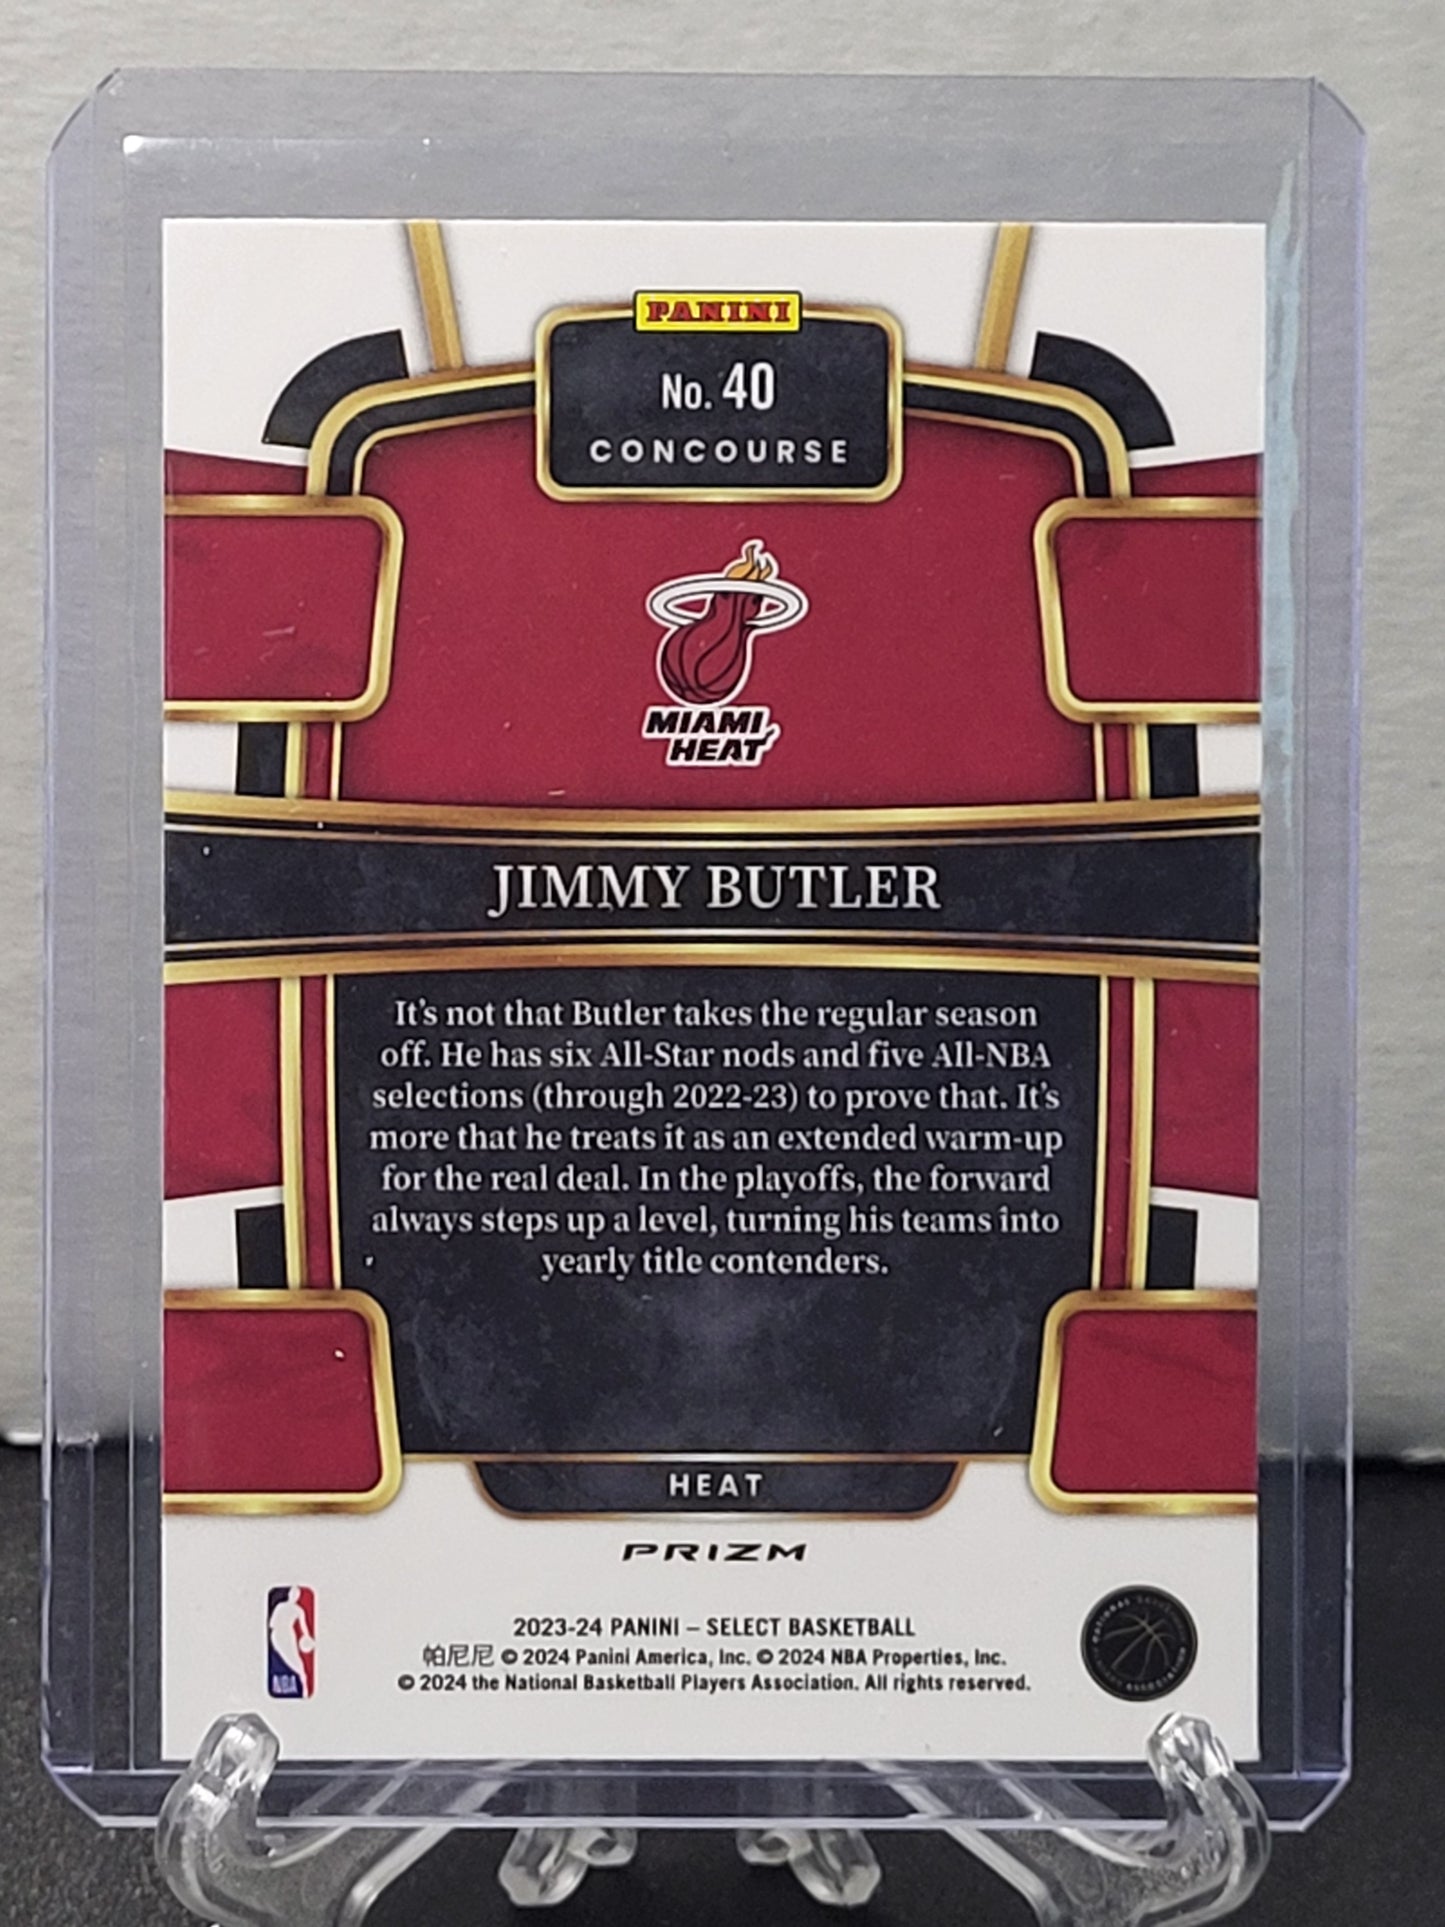 PANINI
No. 40
CONCOURSE
MIAMI
HEAT
JIMMY BUTLER
It's not that Butler takes the regular season
off. He has six All-Star nods and five All-NBA
selections (through 2022-23) to prove that. It's
more that he treats it as an extended warm-up
for the real deal. In the playoffs, the forward
always steps up a level, turning his teams into
yearly title contenders.
HEAT
PRIZM
NBA
2023-24 PANINI – SELECT BASKETBALL
帕尼尼 © 2024 Panini America, Inc. © 2024 NBA Properties, Inc.
© 2024 the National Basketball Players Association. All rights reserved.